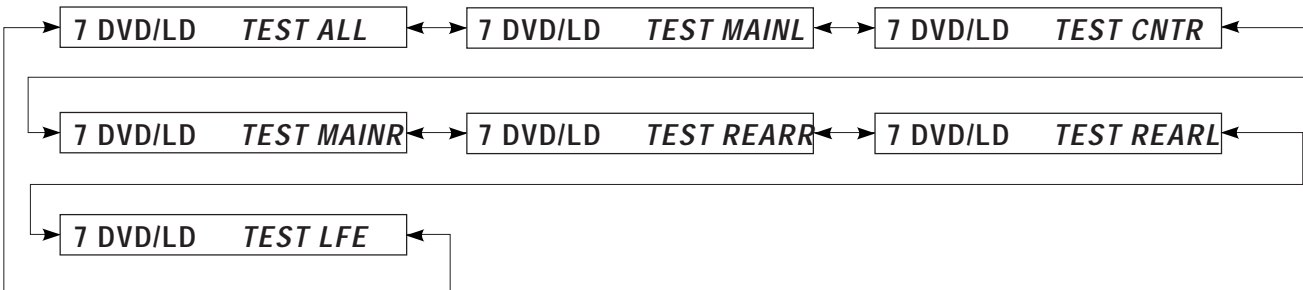 7 DVD/LD TEST ALL
7 DVD/LD TEST MAINL
7 DVD/LD TEST CNTR
7 DVD/LD TEST MAINR
7 DVD/LD TEST REARR
7 DVD/LD TEST REARL
7 DVD/LD TEST LFE